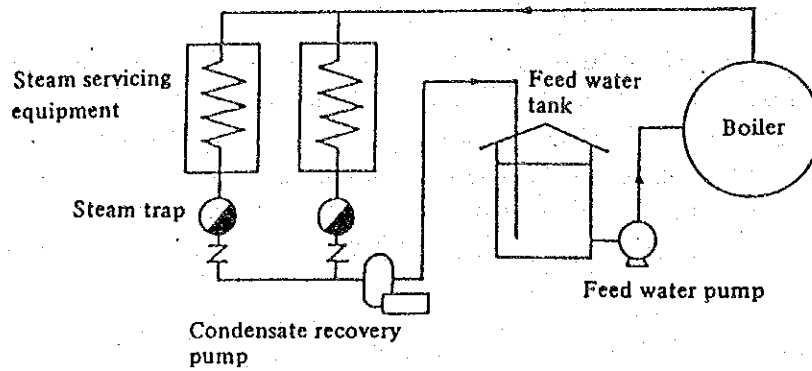 Steam servicing
equipment
Feed water
tank
Boiler
Steam trap
Feed water pump
Condensate recovery
pump